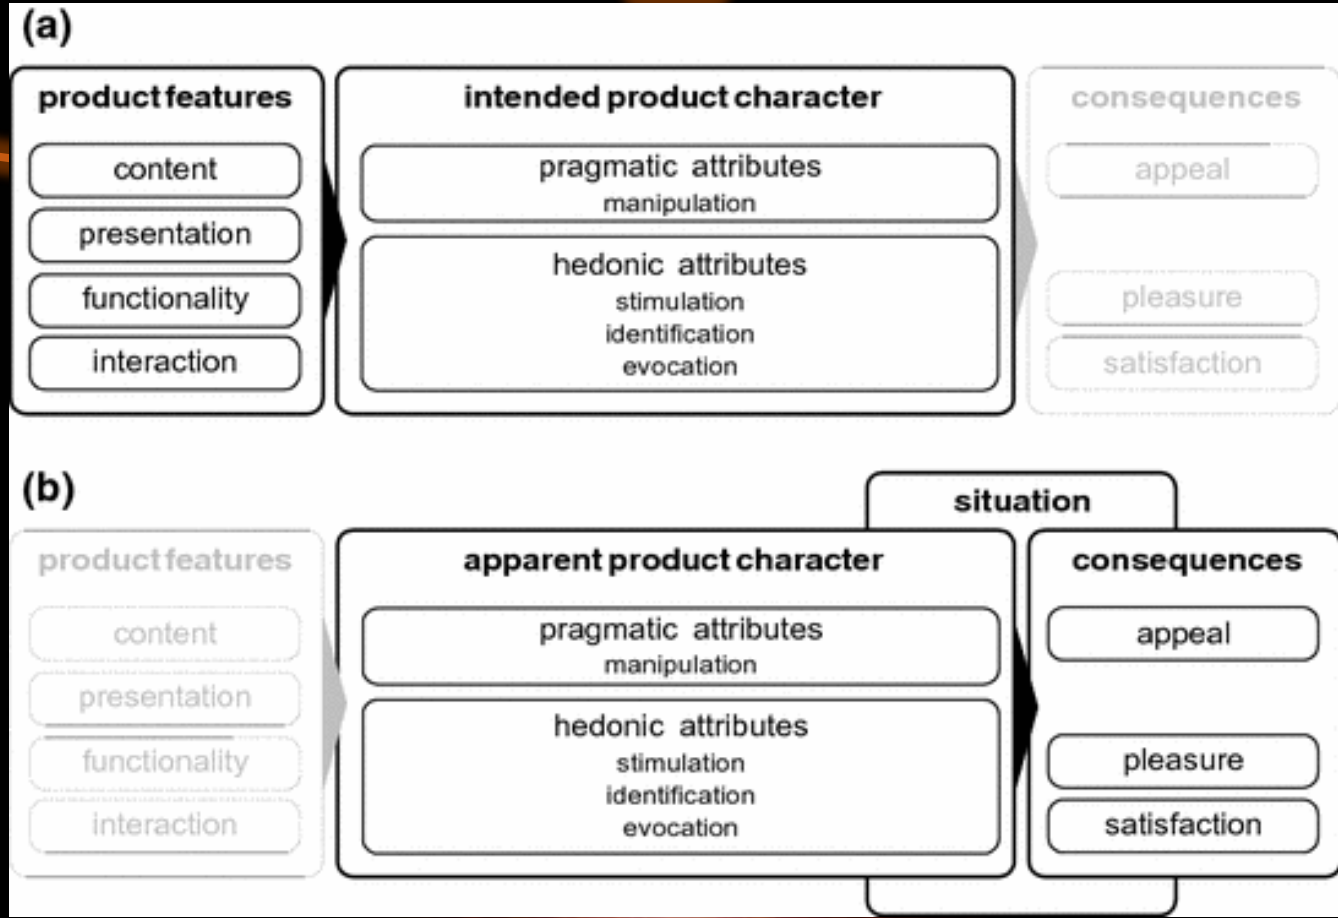 (a)
product features
content
presentation
functionality
interaction
intended product character
pragmatic attributes
manipulation
hedonic attributes
stimulation
identification
evocation
consequences
appeal
pleasure
satisfaction
(b)
situation
product features
content
presentation
functionality
interaction
apparent product character
pragmatic attributes
manipulation
hedonic attributes
stimulation
identification
evocation
consequences
appeal
pleasure
satisfaction